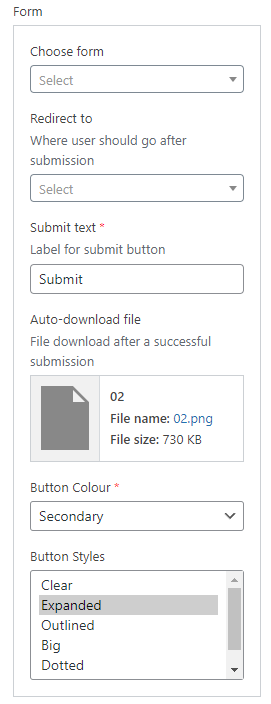 Form
Choose form
Select
Redirect to
Where user should go after
submission
Select
Submit text *
Label for submit button
Submit
Auto-download file
File download after a successful
submission
02
File name: 02.png
File size: 730 KB
Button Colour *
Secondary
Button Styles
Clear
Expanded
Outlined
Big
Dotted